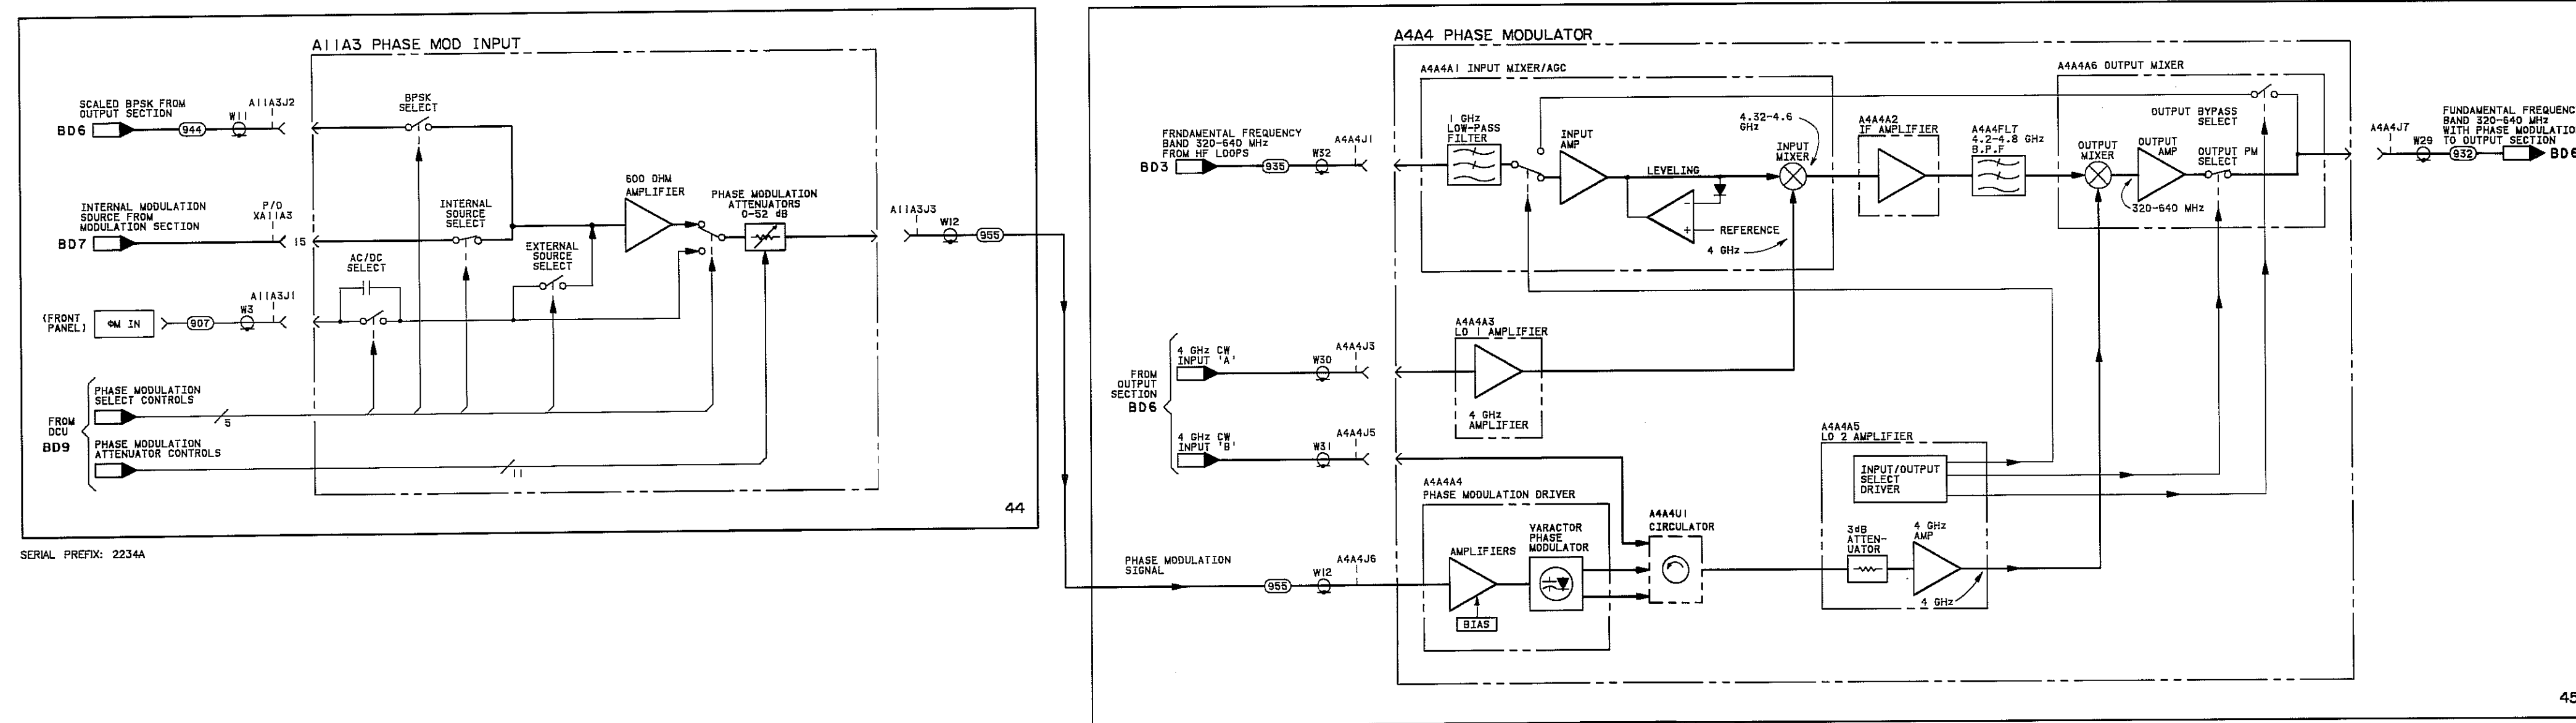 A11A3 PHASE MOD INPUT
SCALED BPSK FROM
OUTPUT SECTION
BD6
944
W11
A11A3J2
BPSK
SELECT
INTERNAL MODULATION
SOURCE FROM
MODULATION SECTION
BD7
P/O
XA11A3
15
INTERNAL
SOURCE
SELECT
600 OHM
AMPLIFIER
PHASE MODULATION
ATTENUATORS
0-52 dB
EXTERNAL
SOURCE
SELECT
AC/DC
SELECT
(FRONT
PANEL)
ΦM IN
907
W3
A11A3J1
A11A3J3
W12
955
FROM
DCU
BD9
PHASE MODULATION
SELECT CONTROLS
5
PHASE MODULATION
ATTENUATOR CONTROLS
11
44
SERIAL PREFIX: 2234A
A4A4 PHASE MODULATOR
A4A4A1 INPUT MIXER/AGC
FRNDAMENTAL FREQUENCY
BAND 320-640 MHz
FROM HF LOOPS
BD3
935
W32
A4A4J1
1 GHz
LOW-PASS
FILTER
INPUT
AMP
LEVELING
REFERENCE
4.32-4.6
GHz
INPUT
MIXER
4 GHz
A4A4A2
IF AMPLIFIER
A4A4FL7
4.2-4.8 GHz
B.P.F
A4A4A6 OUTPUT MIXER
OUTPUT BYPASS
SELECT
OUTPUT
MIXER
OUTPUT
AMP
OUTPUT PM
SELECT
320-640 MHz
A4A4J7
W29
932
FUNDAMENTAL FREQUENC
BAND 320-640 MHz
WITH PHASE MODULATIO
TO OUTPUT SECTION
BD6
FROM
OUTPUT
SECTION
BD6
4 GHz CW
INPUT 'A'
W30
A4A4J3
A4A4A3
LO 1 AMPLIFIER
4 GHz
AMPLIFIER
4 GHz CW
INPUT 'B'
W31
A4A4J5
A4A4A4
PHASE MODULATION DRIVER
PHASE MODULATION
SIGNAL
955
W12
A4A4J6
AMPLIFIERS
BIAS
VARACTOR
PHASE
MODULATOR
A4A4U1
CIRCULATOR
A4A4A5
LO 2 AMPLIFIER
INPUT/OUTPUT
SELECT
DRIVER
3dB
ATTEN-
UATOR
4 GHz
AMP
4 GHz
45